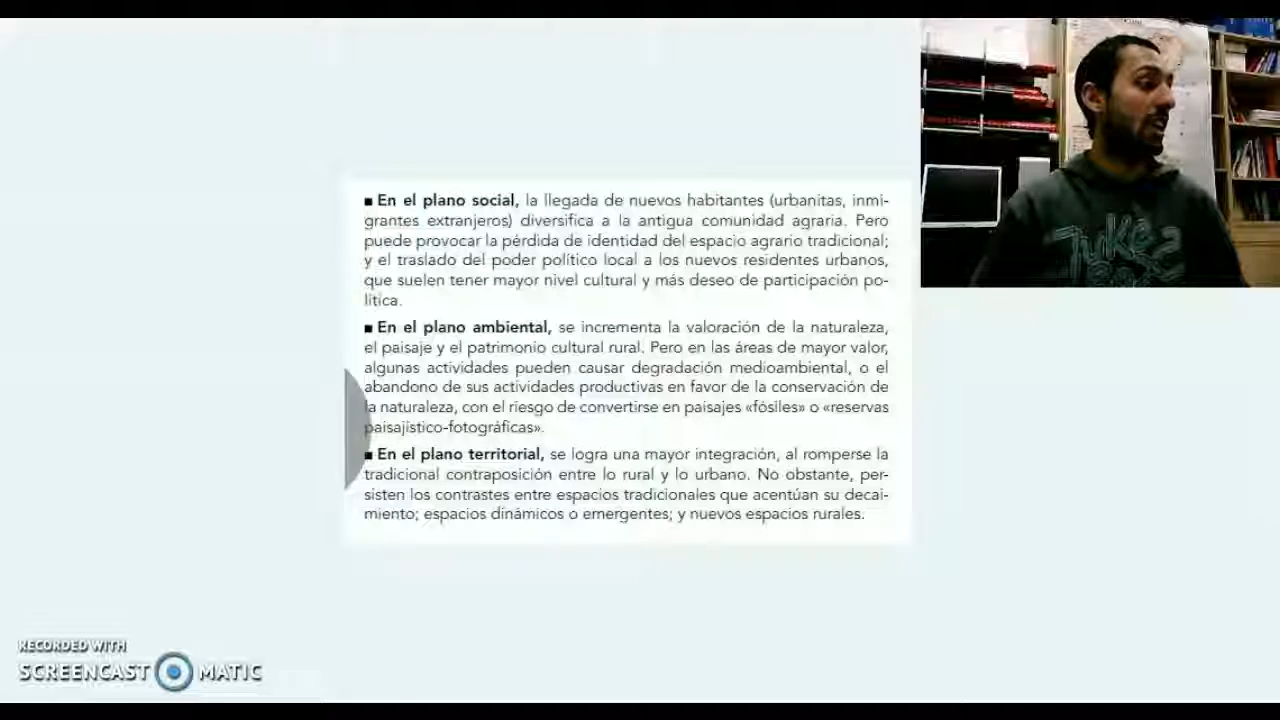 ■ En el plano social, la llegada de nuevos habitantes (urbanitas, inmi-
grantes extranjeros) diversifica a la antigua comunidad agraria. Pero
puede provocar la pérdida de identidad del espacio agrario tradicional;
y el traslado del poder político local a los nuevos residentes urbanos,
que suelen tener mayor nivel cultural y más deseo de participación po-
lítica.
■ En el plano ambiental, se incrementa la valoración de la naturaleza,
el paisaje y el patrimonio cultural rural. Pero en las áreas de mayor valor,
algunas actividades pueden causar degradación medioambiental, o el
abandono de sus actividades productivas en favor de la conservación de
la naturaleza, con el riesgo de convertirse en paisajes «fósiles» o «reservas
paisajístico-fotográficas».
■ En el plano territorial, se logra una mayor integración, al romperse la
tradicional contraposición entre lo rural y lo urbano. No obstante, per-
sisten los contrastes entre espacios tradicionales que acentúan su decai-
miento; espacios dinámicos o emergentes; y nuevos espacios rurales.
RECORDED WITH
SCREENCAST MATIC